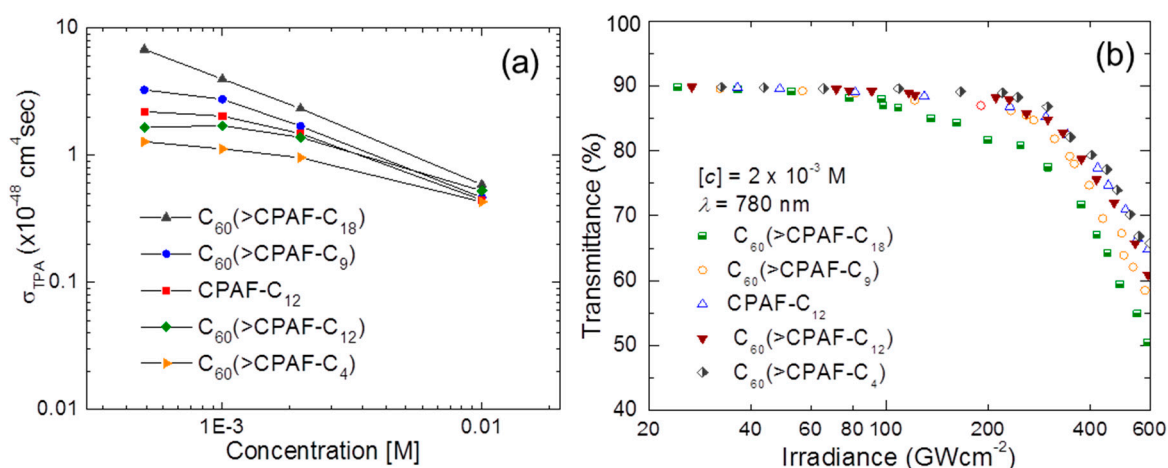 (a)
10
1
0.1
0.01
σTPA (x10⁻⁴⁸ cm⁴sec)
C₆₀(>CPAF-C₁₈)
C₆₀(>CPAF-C₉)
CPAF-C₁₂
C₆₀(>CPAF-C₁₂)
C₆₀(>CPAF-C₄)
1E-3 0.01
Concentration [M]
(b)
100
90
80
70
60
50
40
Transmittance (%)
[c] = 2 x 10⁻³ M
λ = 780 nm
C₆₀(>CPAF-C₁₈)
C₆₀(>CPAF-C₉)
CPAF-C₁₂
C₆₀(>CPAF-C₁₂)
C₆₀(>CPAF-C₄)
20 40 60 80 100 200 400 600
Irradiance (GWcm⁻²)